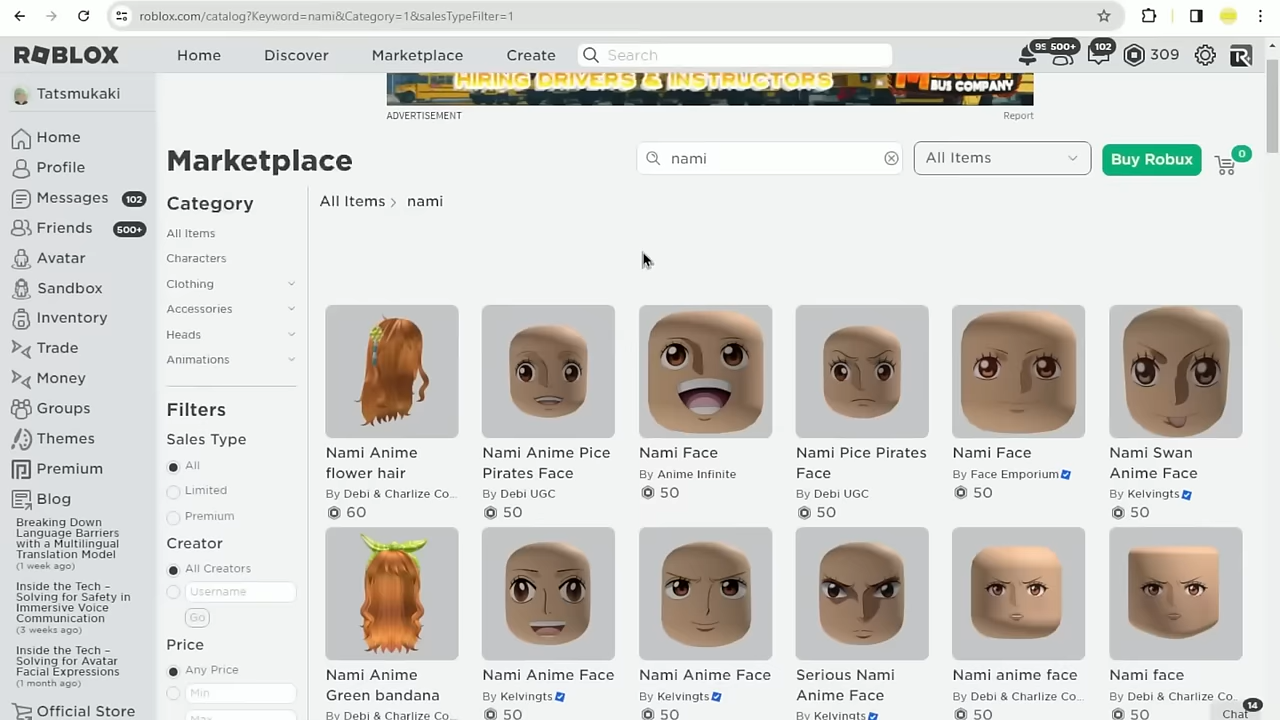 roblox.com/catalog?Keyword=nami&Category=1&salesTypeFilter=1
ROBLOX
Home
Discover
Marketplace
Create
Search
500+
102
309
HIRING DRIVERS & INSTRUCTORS
BUS COMPANY
ADVERTISEMENT
Report
Tatsmukaki
Home
Profile
Messages 102
Friends 500+
Avatar
Sandbox
Inventory
Trade
Money
Groups
Themes
Premium
Blog
Breaking Down
Language Barriers
with a Multilingual
Translation Model
(1 week ago)
Inside the Tech -
Solving for Safety in
Immersive Voice
Communication
(3 weeks ago)
Inside the Tech -
Solving for Avatar
Facial Expressions
(1 month ago)
Official Store
Marketplace
nami
All Items
Buy Robux
0
Category
All Items
Characters
Clothing
Accessories
Heads
Animations
Filters
Sales Type
All
Limited
Premium
Creator
All Creators
Username
Go
Price
Any Price
Min
All Items › nami
Nami Anime
flower hair
By Debi & Charlize Co...
60
Nami Anime Pice
Pirates Face
By Debi UGC
50
Nami Face
By Anime Infinite
50
Nami Pice Pirates
Face
By Debi UGC
50
Nami Face
By Face Emporium
50
Nami Swan
Anime Face
By Kelvingts
50
Nami Anime
Green bandana
By Debi & Charlize Co...
Nami Anime Face
By Kelvingts
50
Nami Anime Face
By Kelvingts
50
Serious Nami
Anime Face
By Kelvingts
Nami anime face
By Debi & Charlize Co...
50
Nami face
By Debi & Charlize Co...
50
Chat
14